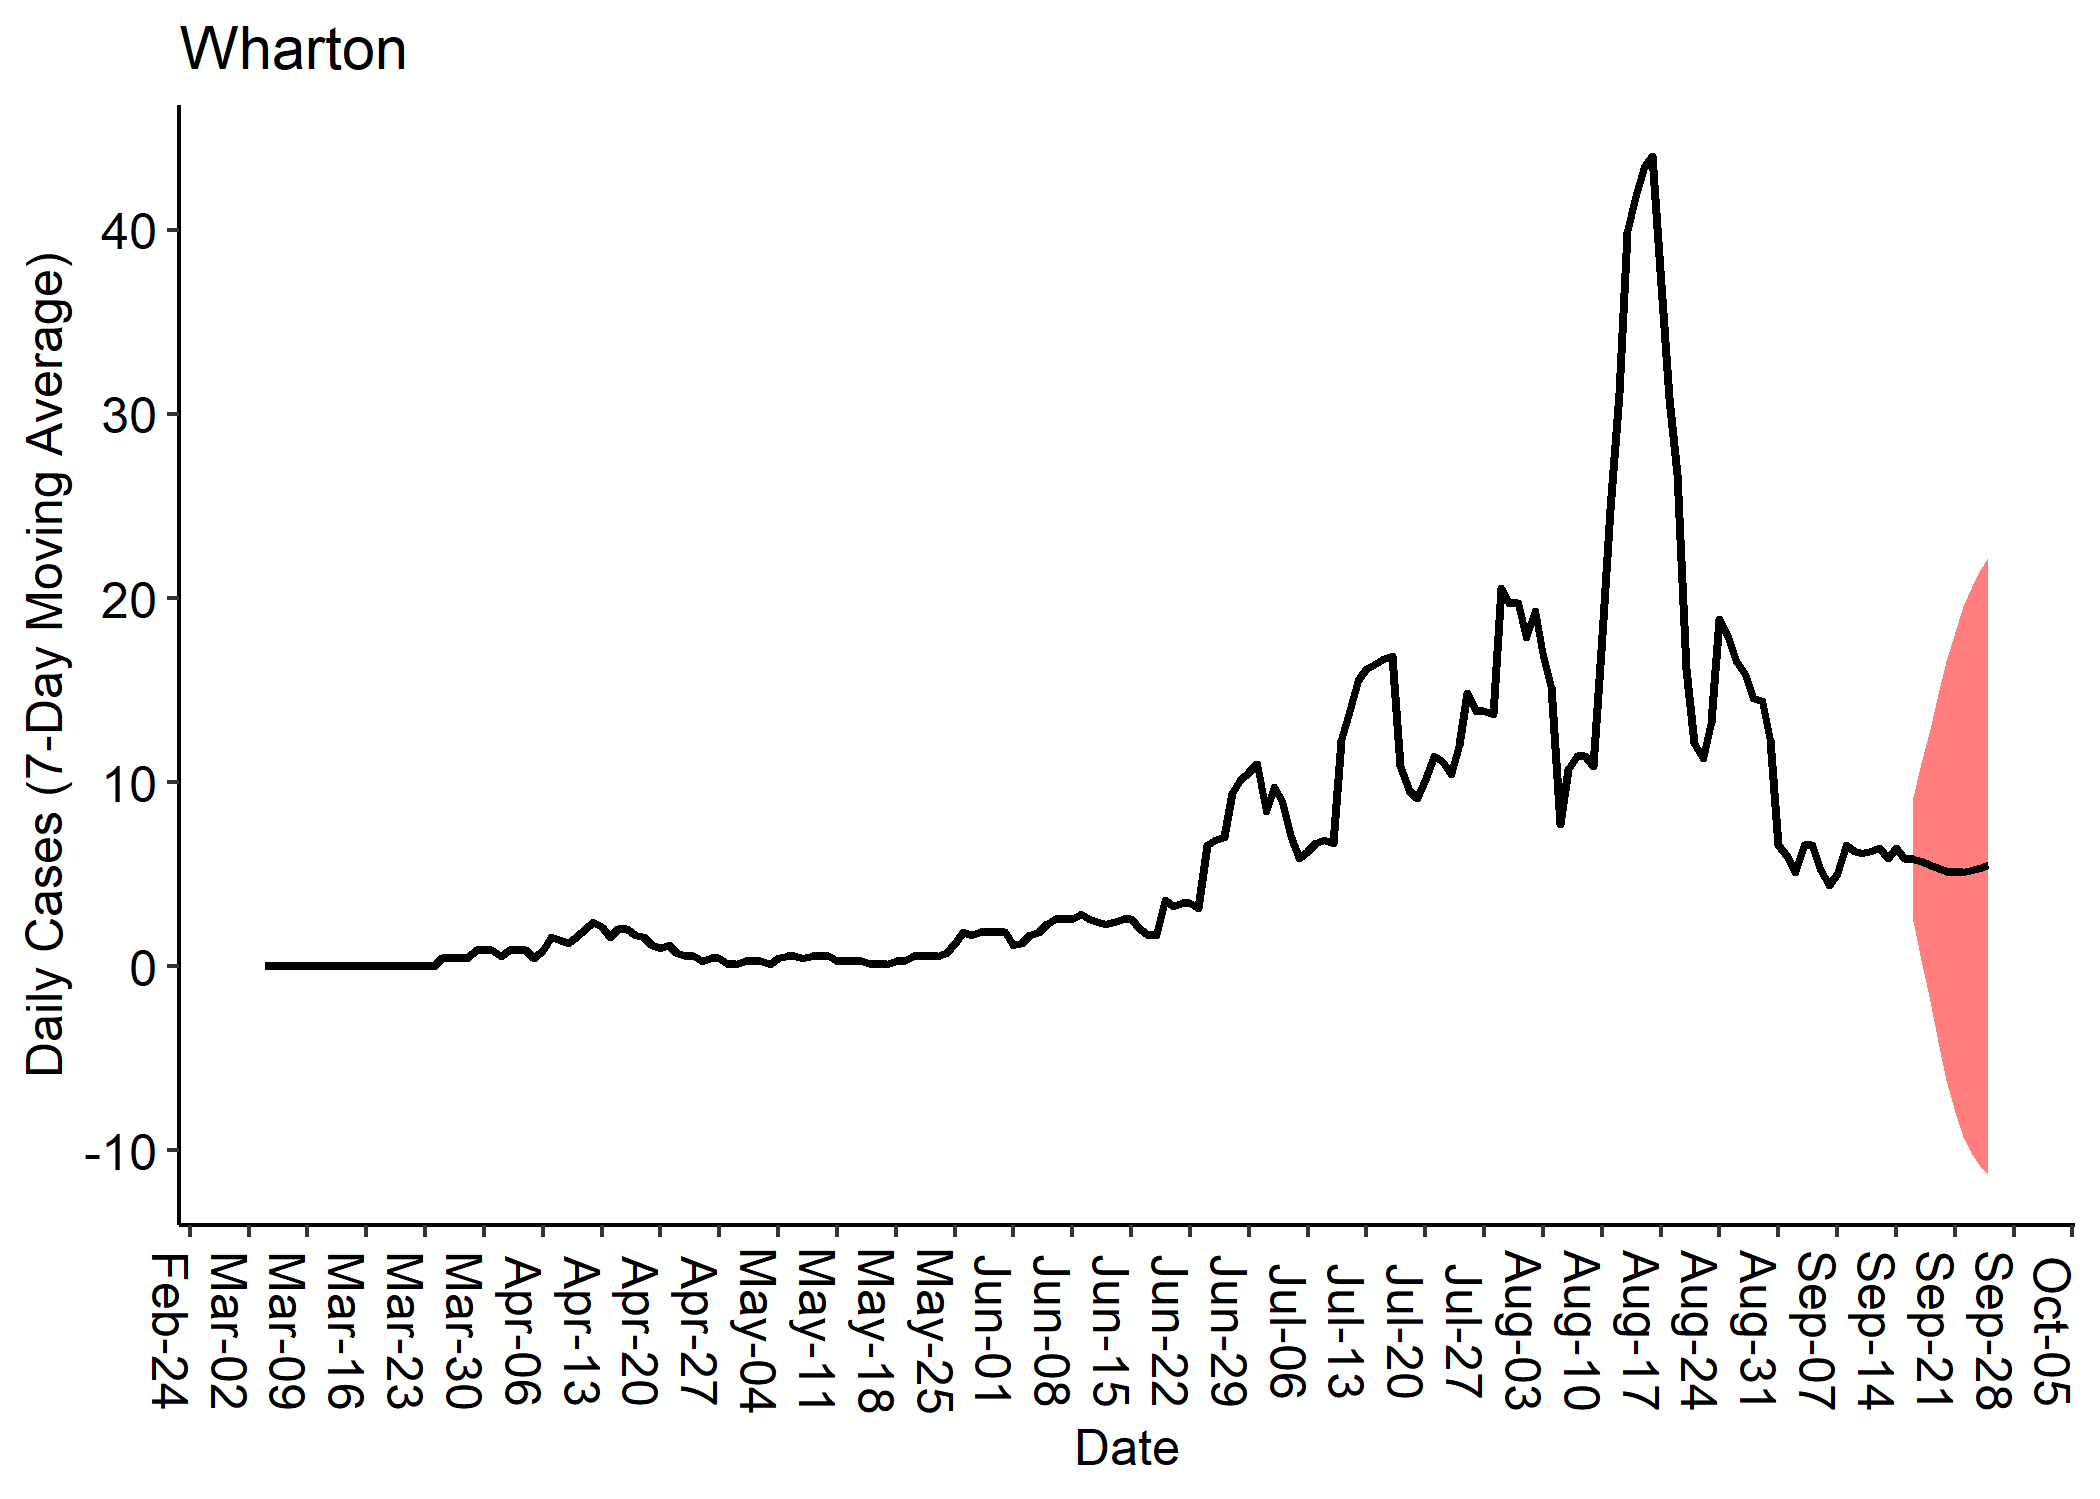 Wharton
Daily Cases (7-Day Moving Average)
40
30
20
10
0
-10
Feb-24
Mar-02
Mar-09
Mar-16
Mar-23
Mar-30
Apr-06
Apr-13
Apr-20
Apr-27
May-04
May-11
May-18
May-25
Jun-01
Jun-08
Jun-15
Jun-22
Jun-29
Jul-06
Jul-13
Jul-20
Jul-27
Aug-03
Aug-10
Aug-17
Aug-24
Aug-31
Sep-07
Sep-14
Sep-21
Sep-28
Oct-05
Date